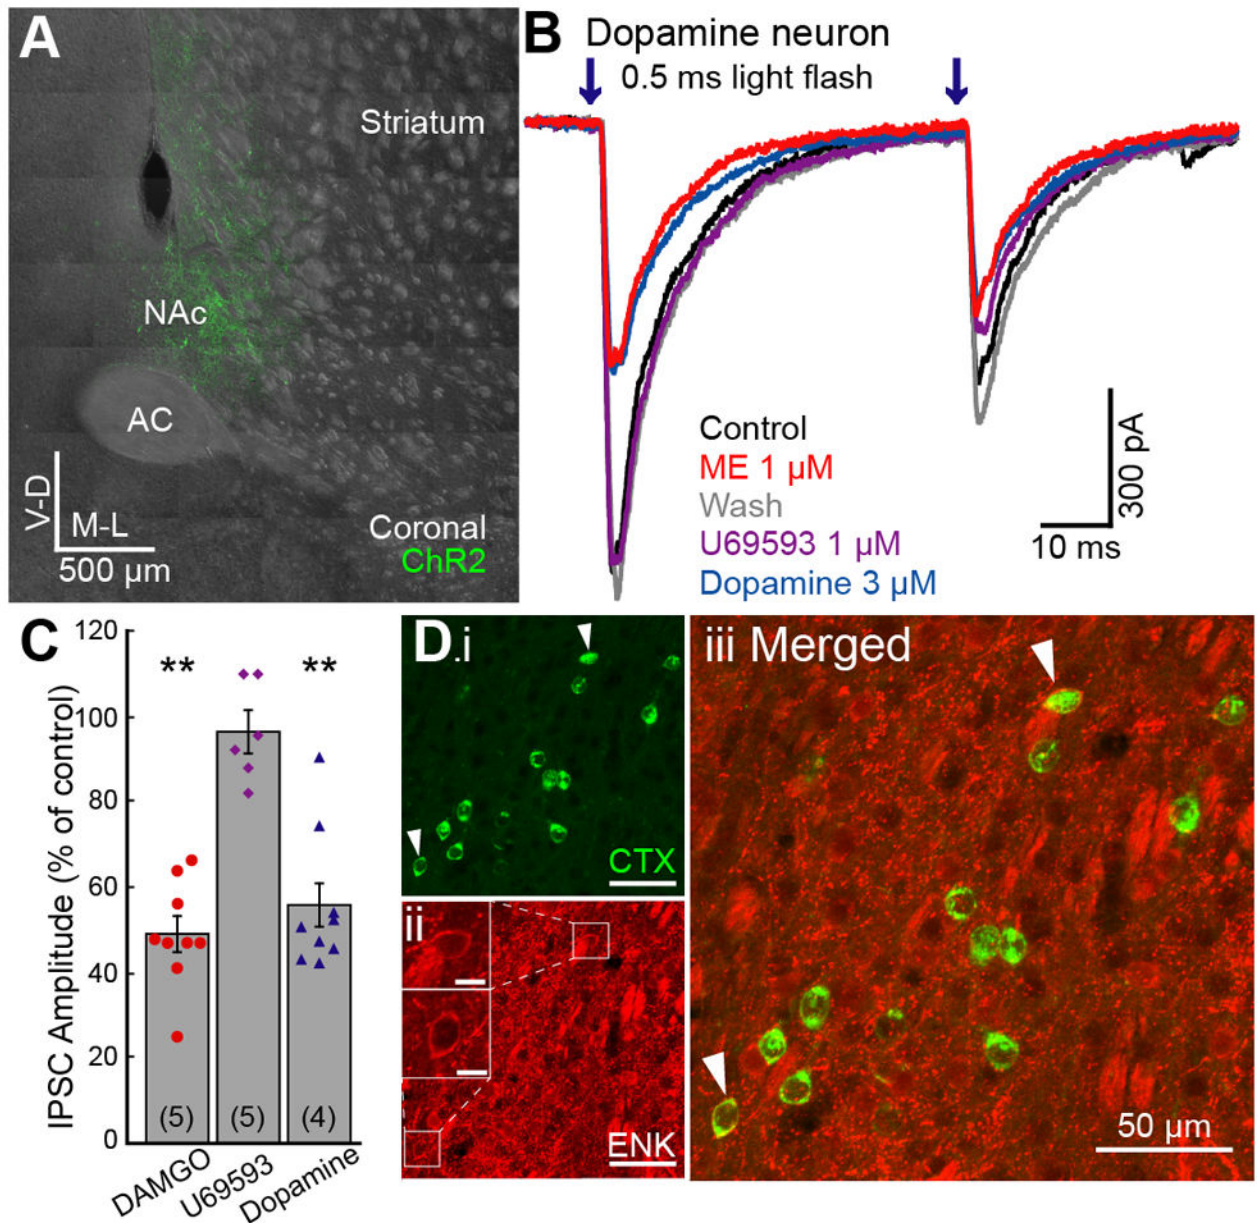 A
Striatum
NAc
AC
V-D
M-L
500 µm
Coronal
ChR2
B Dopamine neuron
0.5 ms light flash
Control
ME 1 µM
Wash
U69593 1 µM
Dopamine 3 µM
300 pA
10 ms
C
IPSC Amplitude (% of control)
120
100
80
60
40
20
0
** **
(5) (5) (4)
DAMGO
U69593
Dopamine
D.i
CTX
ii
ENK
iii Merged
50 µm